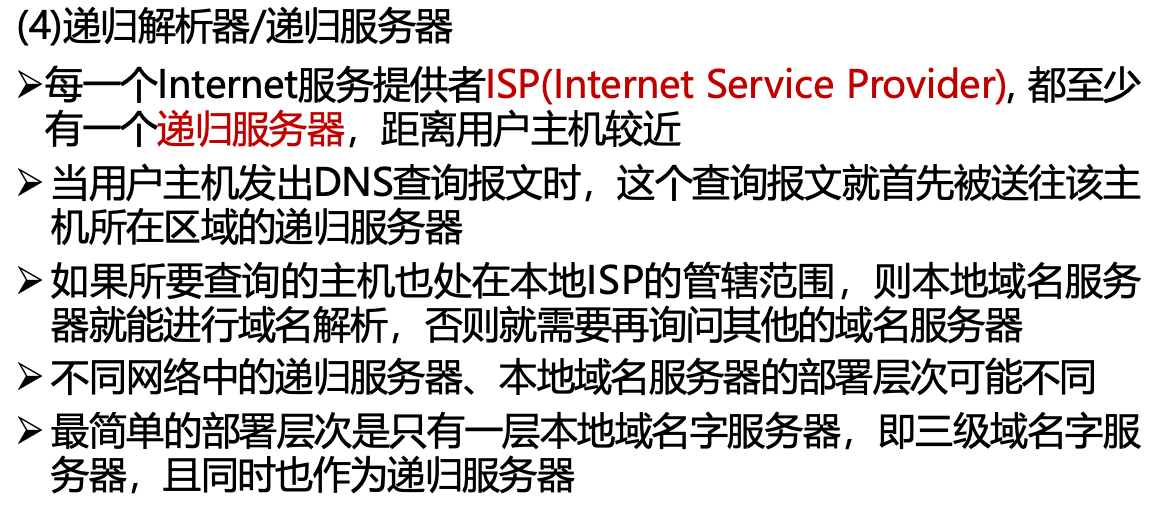 (4)递归解析器/递归服务器
➢每一个Internet服务提供者ISP(Internet Service Provider), 都至少
有一个递归服务器，距离用户主机较近
➢当用户主机发出DNS查询报文时，这个查询报文就首先被送往该主
机所在区域的递归服务器
➢如果所要查询的主机也处在本地ISP的管辖范围，则本地域名服务
器就能进行域名解析，否则就需要再询问其他的域名服务器
➢不同网络中的递归服务器、本地域名服务器的部署层次可能不同
➢最简单的部署层次是只有一层本地域名字服务器，即三级域名字服
务器，且同时也作为递归服务器